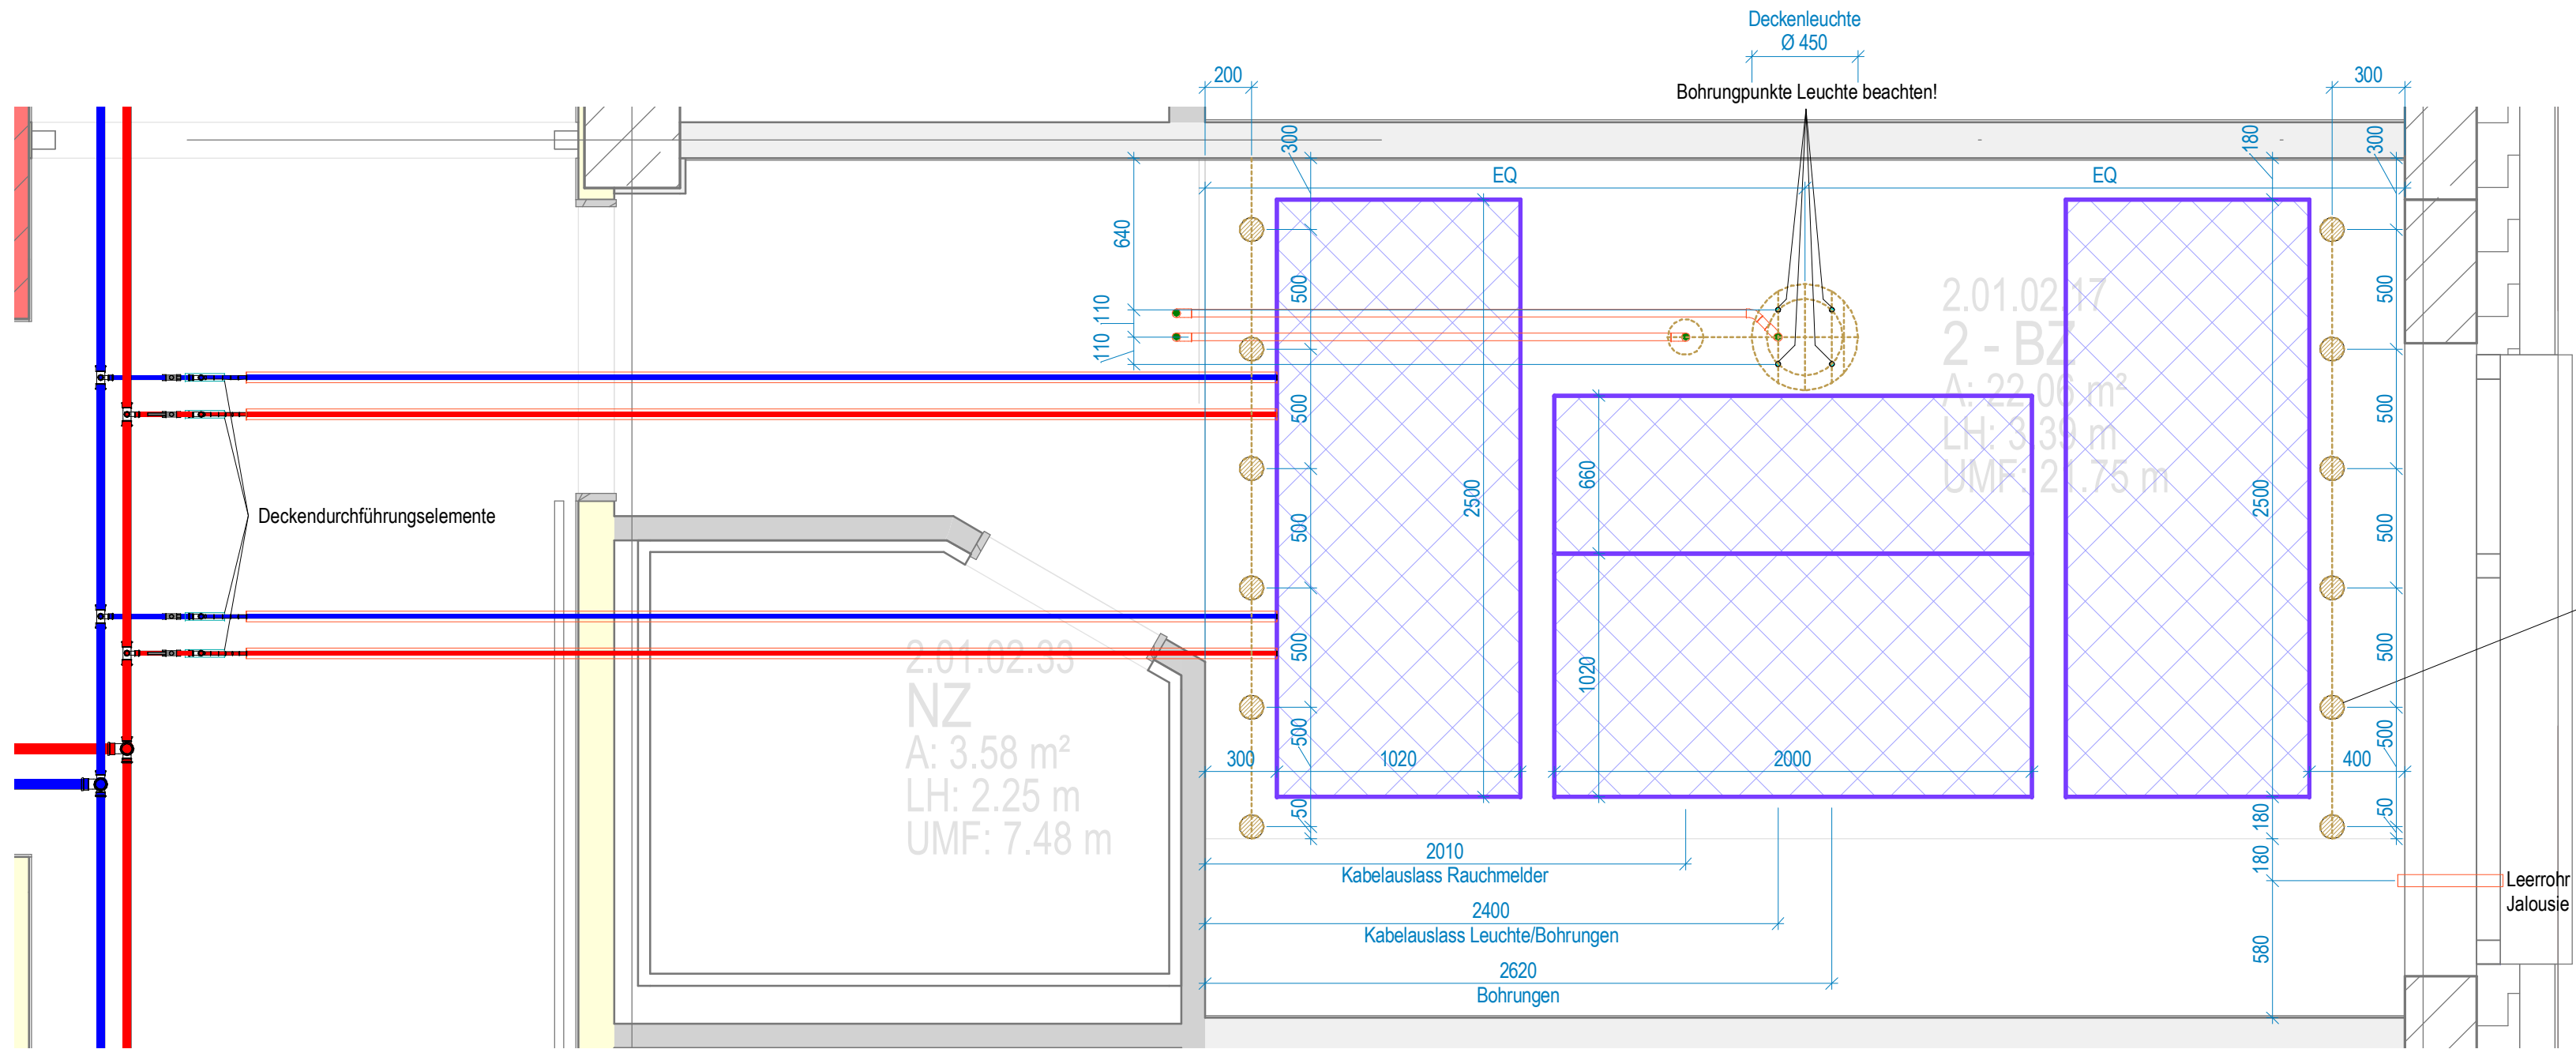 Deckenleuchte
Ø 450
200
300
Bohrungpunkte Leuchte beachten!
300
180
300
EQ
EQ
640
110
110
500
500
500
500
500
50
2.01.02.17
2 - BZ
A: 22.06 m²
LH: 3.39 m
UMF: 21.75 m
500
500
500
500
500
50
2500
660
1020
2500
Deckendurchführungselemente
2.01.02.33
NZ
A: 3.58 m²
LH: 2.25 m
UMF: 7.48 m
300
1020
2000
400
180
180
580
2010
Kabelauslass Rauchmelder
2400
Kabelauslass Leuchte/Bohrungen
2620
Bohrungen
Leerrohr
Jalousie